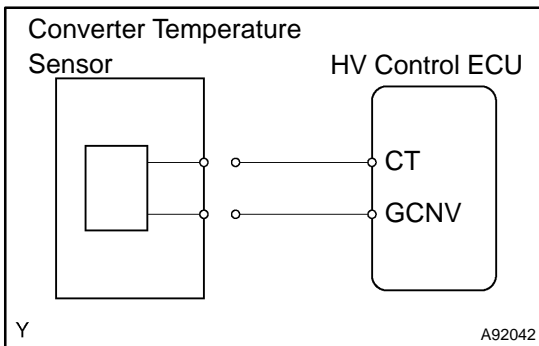 Converter Temperature
Sensor
HV Control ECU
CT
GCNV
Y
A92042